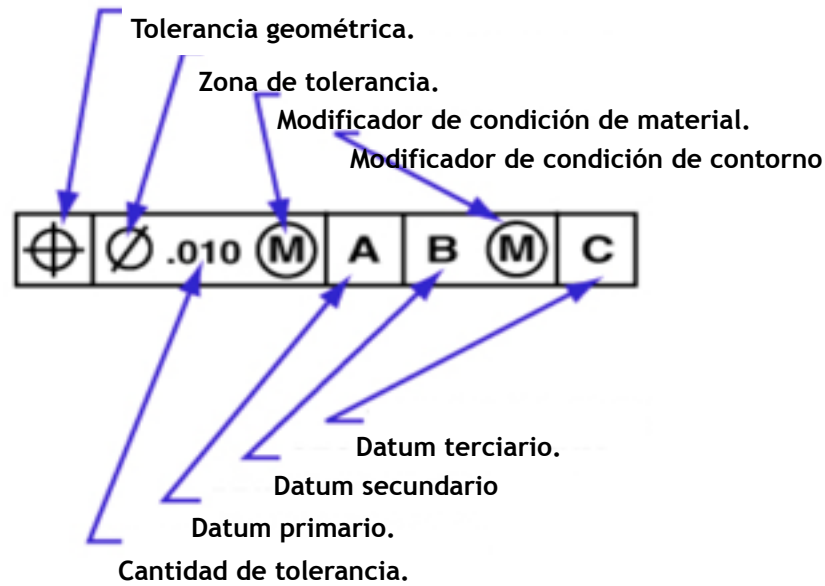 Tolerancia geométrica.
Zona de tolerancia.
Modificador de condición de material.
Modificador de condición de contorno
⌖ ⌀ .010 Ⓜ A B Ⓜ C
Datum terciario.
Datum secundario
Datum primario.
Cantidad de tolerancia.